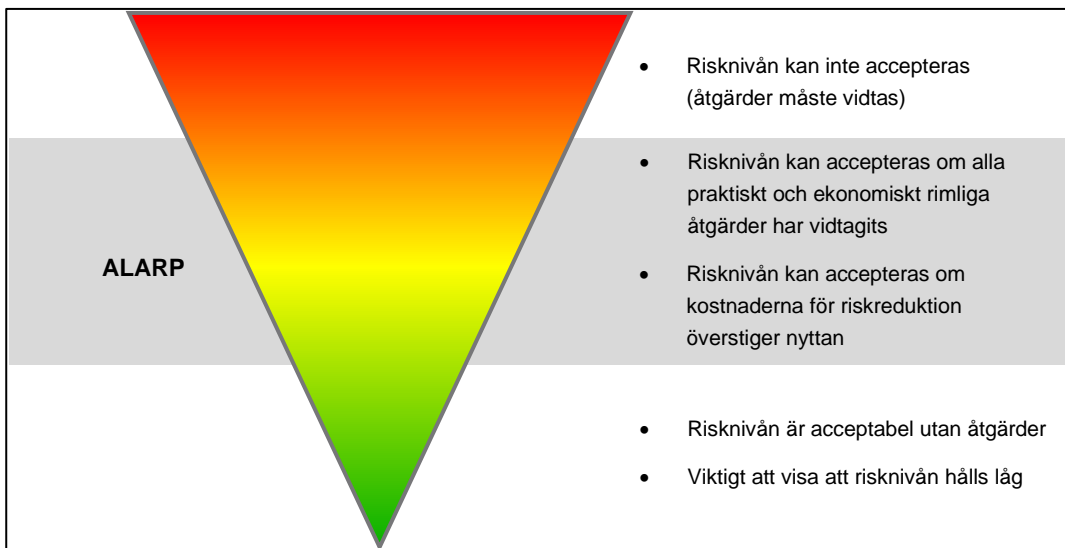 • Risknivån kan inte accepteras
(åtgärder måste vidtas)
• Risknivån kan accepteras om alla
praktiskt och ekonomiskt rimliga
åtgärder har vidtagits
ALARP
• Risknivån kan accepteras om
kostnaderna för riskreduktion
överstiger nyttan
• Risknivån är acceptabel utan åtgärder
• Viktigt att visa att risknivån hålls låg